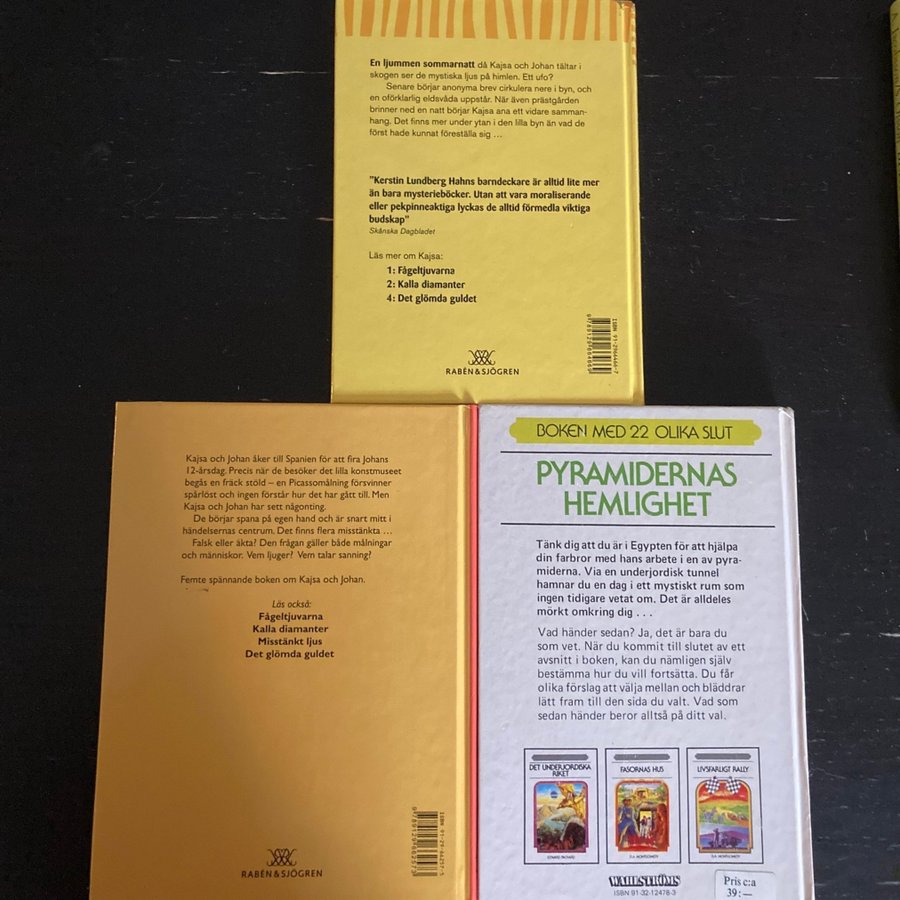 En ljummen sommarnatt då Kajsa och Johan tältar i
skogen ser de mystiska ljus på himlen. Ett ufo?
Senare börjar anonyma brev cirkulera nere i byn, och
en oförklarlig eldsvåda uppstår. När även prästgården
brinner ned en natt börjar Kajsa ana ett vidare samman-
hang. Det finns mer under ytan i den lilla byn än vad de
först hade kunnat föreställa sig ...
"Kerstin Lundberg Hahns barndeckare är alltid lite mer
än bara mysterieböcker. Utan att vara moraliserande
eller pekpinneaktiga lyckas de alltid förmedla viktiga
budskap"
Skånska Dagbladet
Läs mer om Kajsa:
1: Fågeltjuvarna
2: Kalla diamanter
4: Det glömda guldet
RABÉN & SJÖGREN
Kajsa och Johan åker till Spanien för att fira Johans
12-årsdag. Precis när de besöker det lilla konstmuseet
begås en fräck stöld – en Picassomålning försvinner
spårlöst och ingen förstår hur det har gått till. Men
Kajsa och Johan har sett någonting.
De börjar spana på egen hand och är snart mitt i
händelsernas centrum. Det finns flera misstänkta ...
Falsk eller äkta? Den frågan gäller både målningar
och människor. Vem ljuger? Vem talar sanning?
Femte spännande boken om Kajsa och Johan.
Läs också:
Fågeltjuvarna
Kalla diamanter
Misstänkt ljus
Det glömda guldet
RABÉN & SJÖGREN
BOKEN MED 22 OLIKA SLUT
PYRAMIDERNAS
HEMLIGHET
Tänk dig att du är i Egypten för att hjälpa
din farbror med hans arbete i en av pyra-
miderna. Via en underjordisk tunnel
hamnar du en dag i ett mystiskt rum som
ingen tidigare vetat om. Det är alldeles
mörkt omkring dig . . .
Vad händer sedan? Ja, det är bara du
som vet. När du kommit till slutet av ett
avsnitt i boken, kan du nämligen själv
bestämma hur du vill fortsätta. Du får
olika förslag att välja mellan och bläddrar
lätt fram till den sida du valt. Vad som
sedan händer beror alltså på ditt val.
DET UNDERJORDISKA
RIKET
EDWARD PACKARD
FASORNAS HUS
R.A. MONTGOMERY
LIVSFARLIGT RALLY
R.A. MONTGOMERY
WAHLSTRÖMS
ISBN 91-32-12478-3
Pris c:a
39:—